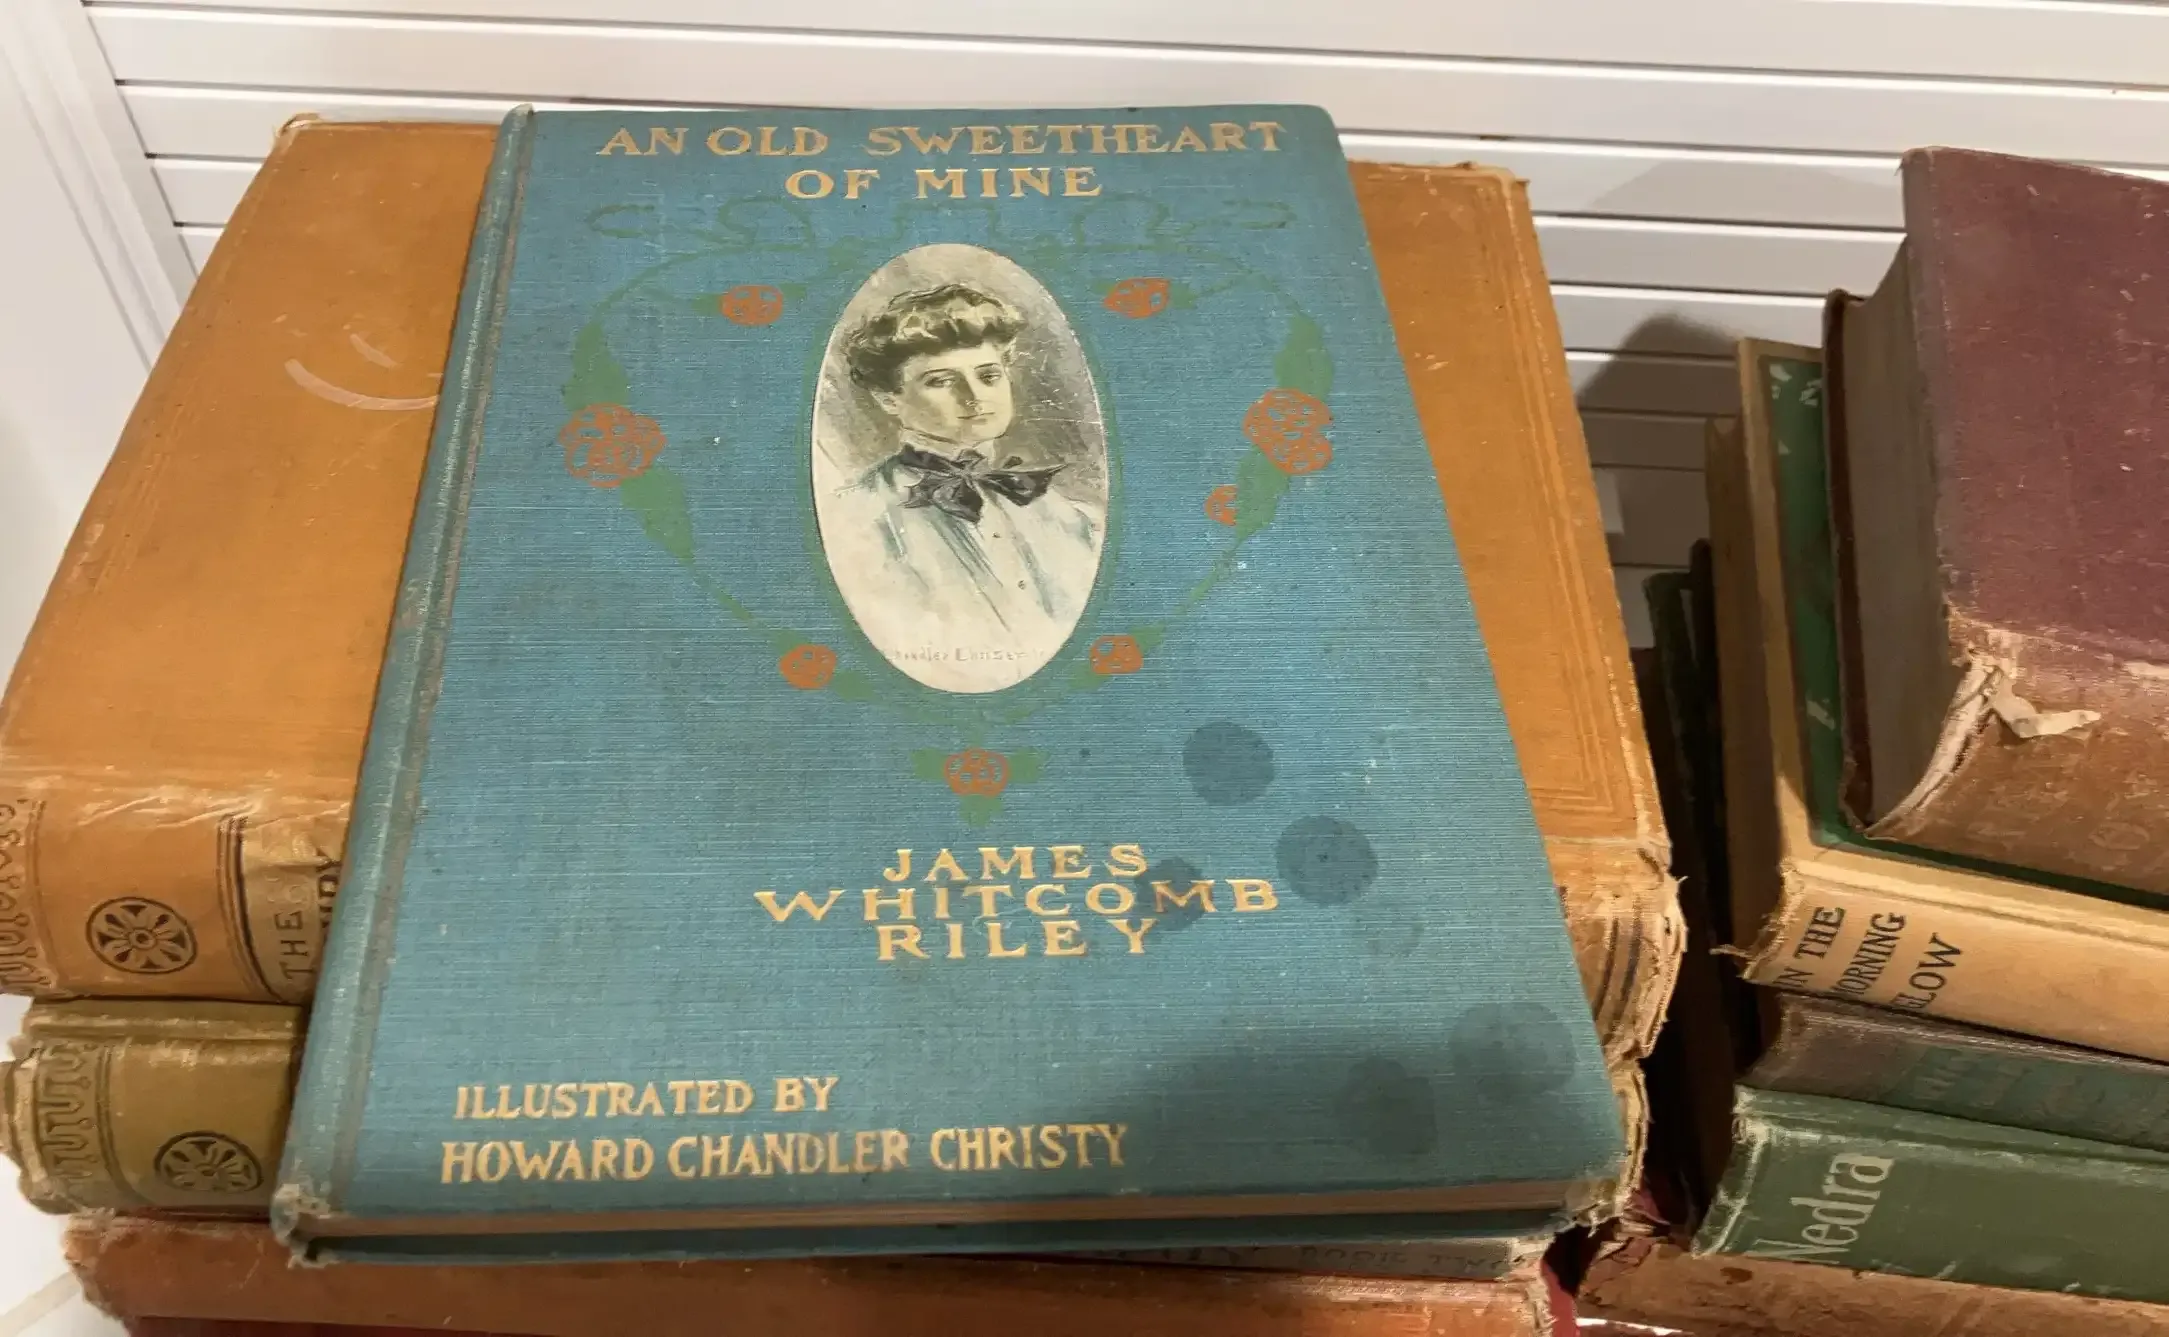 AN OLD SWEETHEART
OF MINE
JAMES
WHITCOMB
RILEY
ILLUSTRATED BY
HOWARD CHANDLER CHRISTY
THE
IN THE
MORNING
GLOW
Nedra